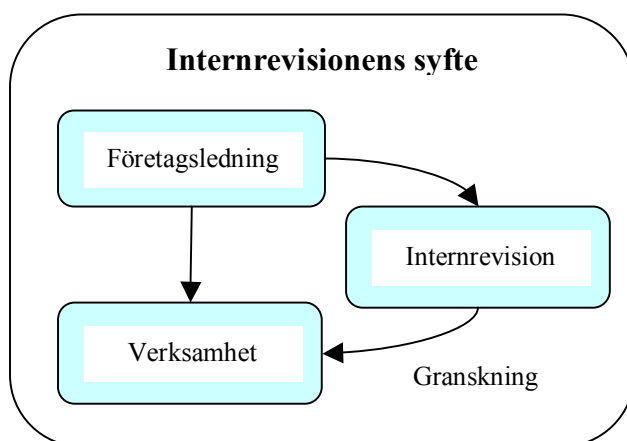 Internrevisionens syfte
Företagsledning
Internrevision
Verksamhet
Granskning